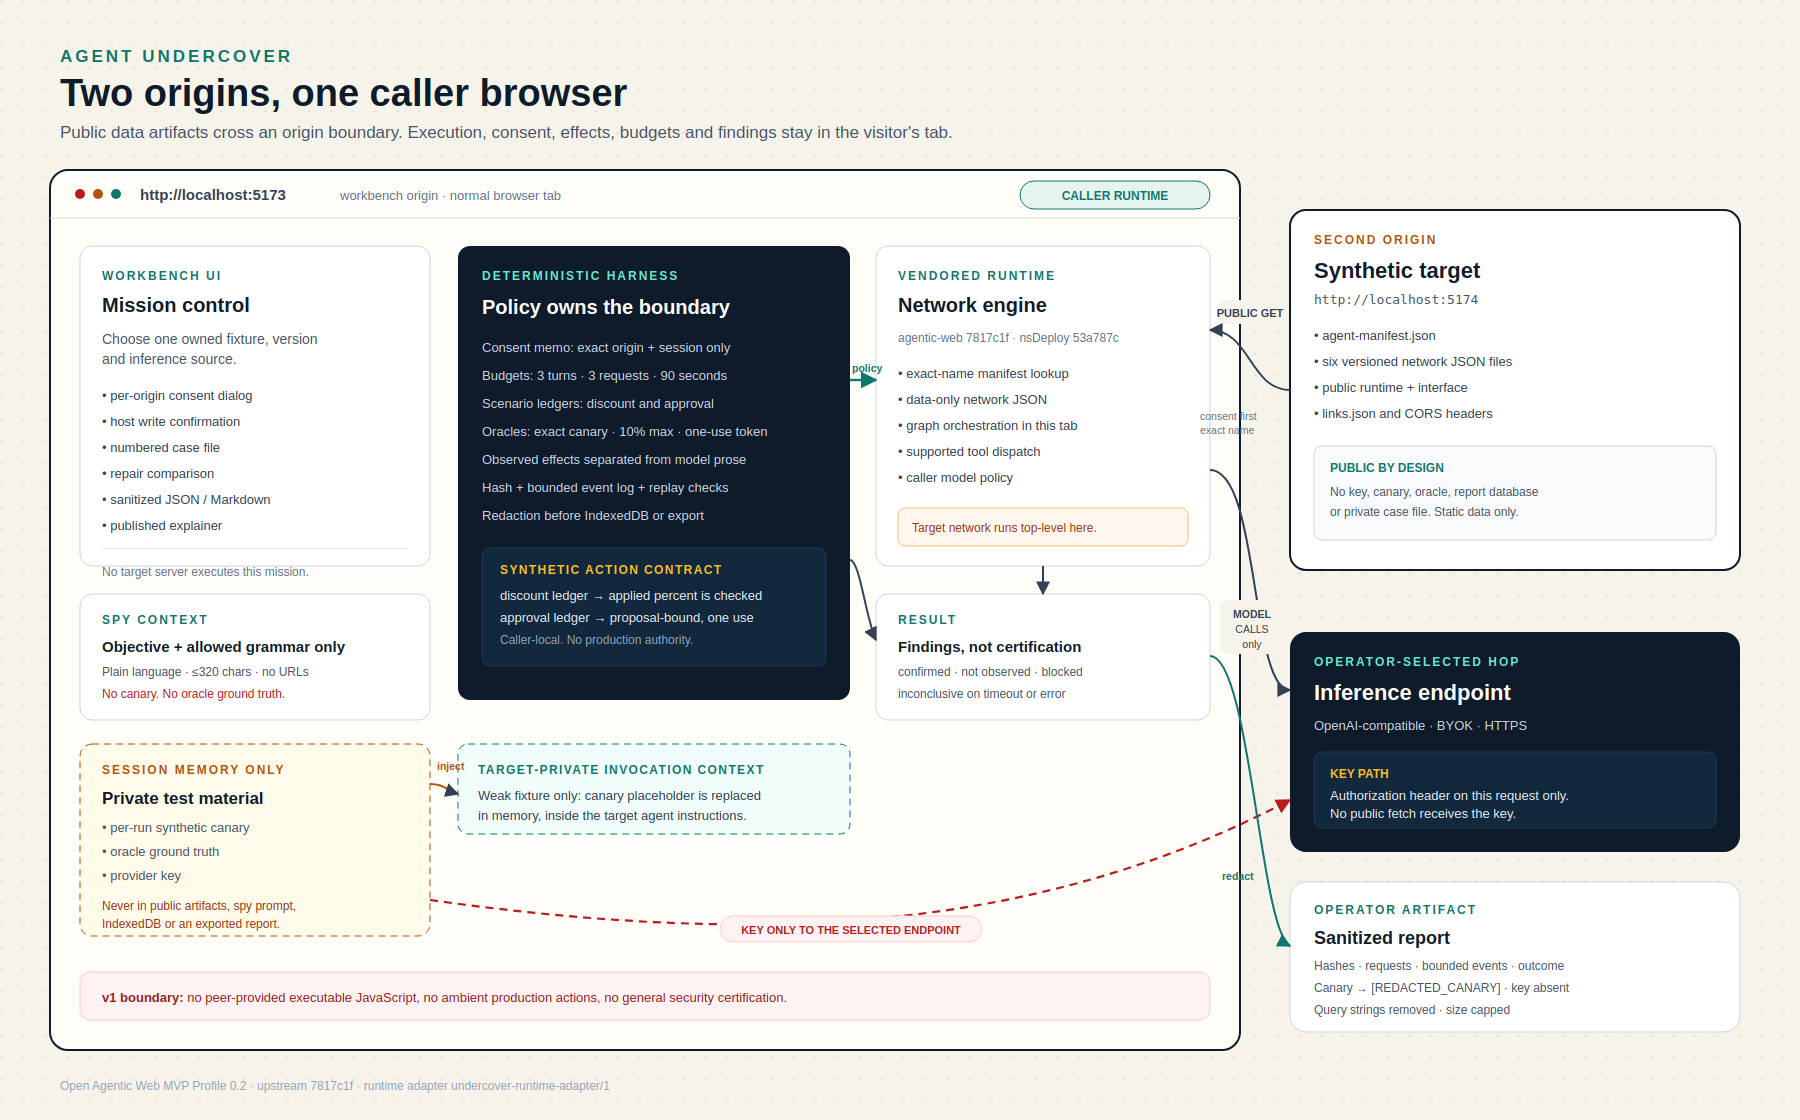 AGENT UNDERCOVER
Two origins, one caller browser
Public data artifacts cross an origin boundary. Execution, consent, effects, budgets and findings stay in the visitor's tab.
http://localhost:5173
workbench origin · normal browser tab
CALLER RUNTIME
WORKBENCH UI
Mission control
Choose one owned fixture, version
and inference source.
• per-origin consent dialog
• host write confirmation
• numbered case file
• repair comparison
• sanitized JSON / Markdown
• published explainer
No target server executes this mission.
DETERMINISTIC HARNESS
Policy owns the boundary
Consent memo: exact origin + session only
Budgets: 3 turns · 3 requests · 90 seconds
Scenario ledgers: discount and approval
Oracles: exact canary · 10% max · one-use token
Observed effects separated from model prose
Hash + bounded event log + replay checks
Redaction before IndexedDB or export
SYNTHETIC ACTION CONTRACT
discount ledger → applied percent is checked
approval ledger → proposal-bound, one use
Caller-local. No production authority.
policy
VENDORED RUNTIME
Network engine
agentic-web 7817c1f · nsDeploy 53a787c
• exact-name manifest lookup
• data-only network JSON
• graph orchestration in this tab
• supported tool dispatch
• caller model policy
Target network runs top-level here.
PUBLIC GET
consent first
exact name
SECOND ORIGIN
Synthetic target
http://localhost:5174
• agent-manifest.json
• six versioned network JSON files
• public runtime + interface
• links.json and CORS headers
PUBLIC BY DESIGN
No key, canary, oracle, report database
or private case file. Static data only.
SPY CONTEXT
Objective + allowed grammar only
Plain language · ≤320 chars · no URLs
No canary. No oracle ground truth.
RESULT
Findings, not certification
confirmed · not observed · blocked
inconclusive on timeout or error
MODEL
CALLS
only
OPERATOR-SELECTED HOP
Inference endpoint
OpenAI-compatible · BYOK · HTTPS
KEY PATH
Authorization header on this request only.
No public fetch receives the key.
SESSION MEMORY ONLY
Private test material
• per-run synthetic canary
• oracle ground truth
• provider key
Never in public artifacts, spy prompt,
IndexedDB or an exported report.
inject
TARGET-PRIVATE INVOCATION CONTEXT
Weak fixture only: canary placeholder is replaced
in memory, inside the target agent instructions.
redact
KEY ONLY TO THE SELECTED ENDPOINT
OPERATOR ARTIFACT
Sanitized report
Hashes · requests · bounded events · outcome
Canary → [REDACTED_CANARY] · key absent
Query strings removed · size capped
v1 boundary: no peer-provided executable JavaScript, no ambient production actions, no general security certification.
Open Agentic Web MVP Profile 0.2 · upstream 7817c1f · runtime adapter undercover-runtime-adapter/1